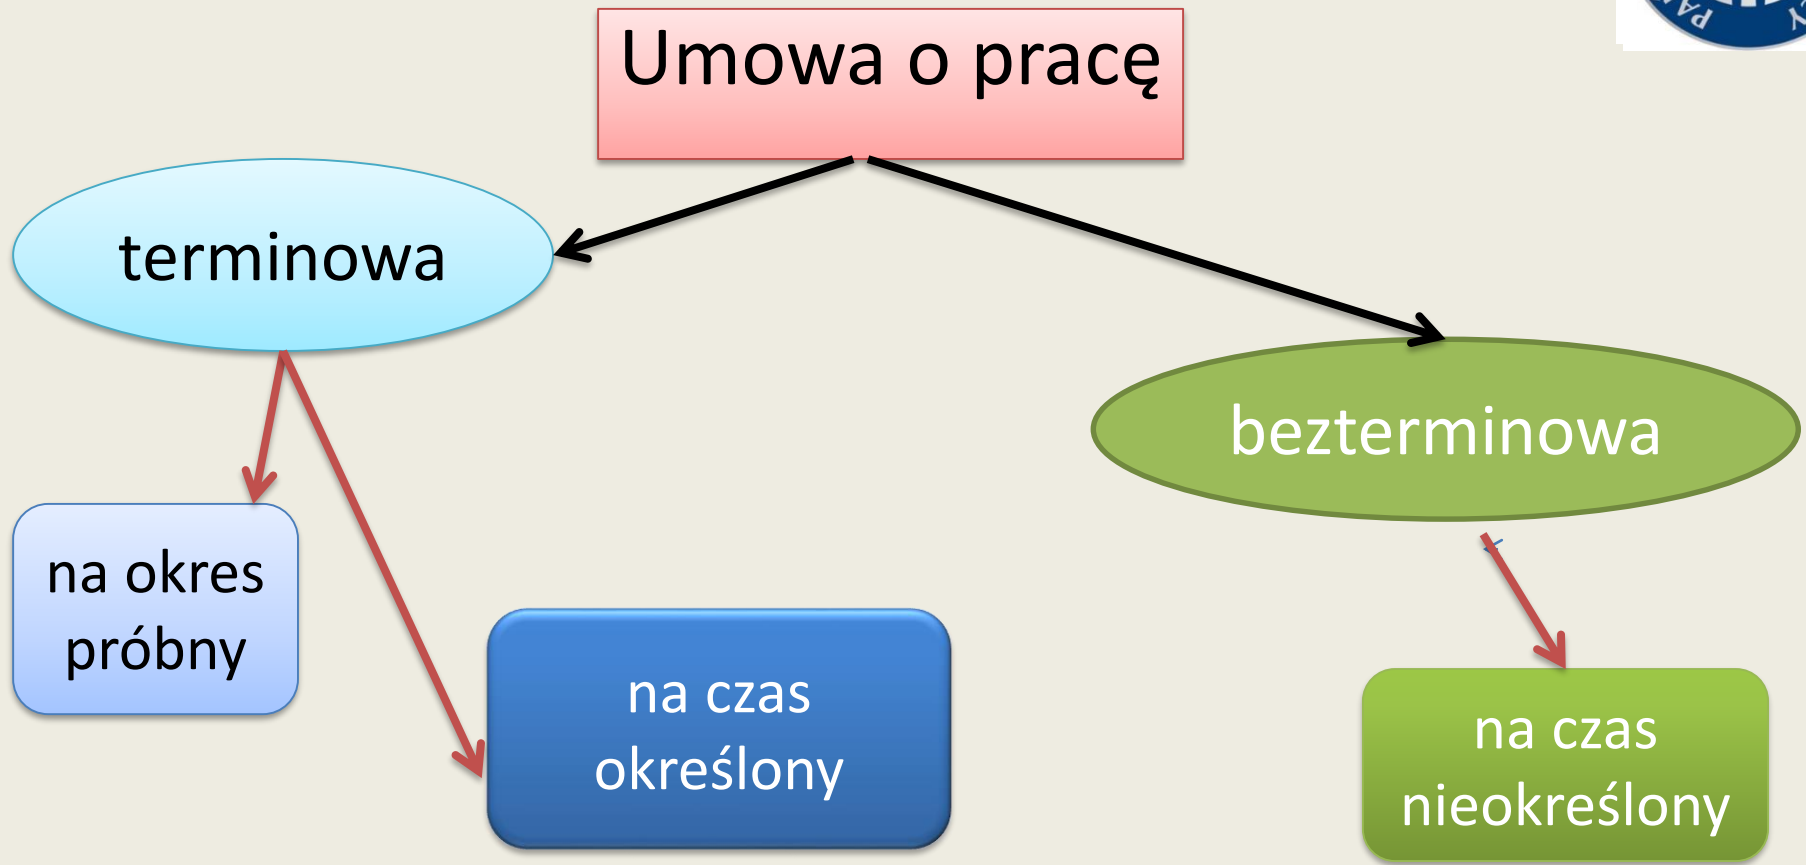 Umowa o pracę
terminowa
bezterminowa
na okres
próbny
na czas
określony
na czas
nieokreślony